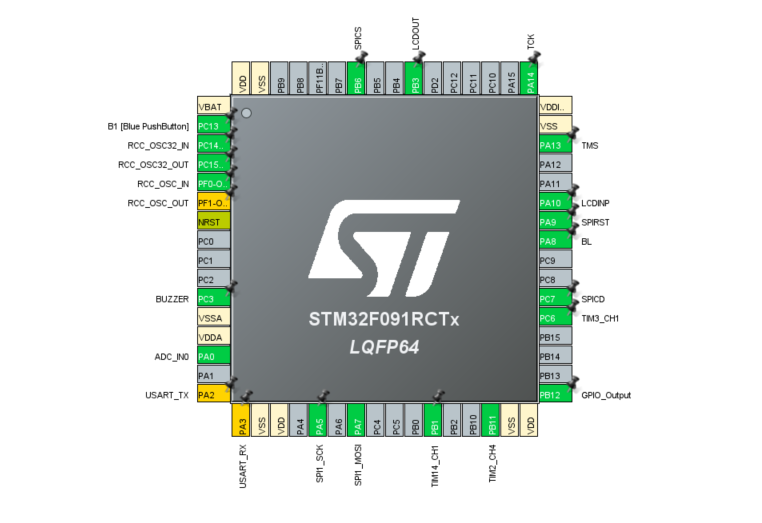 SPICS
LCDOUT
TCK
VDD
VSS
PB9
PB8
PF11B..
PB7
PB6
PB5
PB4
PB3
PD2
PC12
PC11
PC10
PA15
PA14
VBAT
B1 [Blue PushButton] PC13
RCC_OSC32_IN PC14..
RCC_OSC32_OUT PC15..
RCC_OSC_IN PF0-O..
RCC_OSC_OUT PF1-O..
NRST
PC0
PC1
PC2
BUZZER PC3
VSSA
VDDA
ADC_IN0 PA0
PA1
USART_TX PA2
ST
STM32F091RCTx
LQFP64
VDDI..
VSS
PA13 TMS
PA12
PA11
PA10 LCDINP
PA9 SPIRST
PA8 BL
PC9
PC8
PC7 SPICD
PC6 TIM3_CH1
PB15
PB14
PB13
PB12 GPIO_Output
PA3
VSS
VDD
PA4
PA5
PA6
PA7
PC4
PC5
PB0
PB1
PB2
PB10
PB11
VSS
VDD
USART_RX
SPI1_SCK
SPI1_MOSI
TIM14_CH1
TIM2_CH4